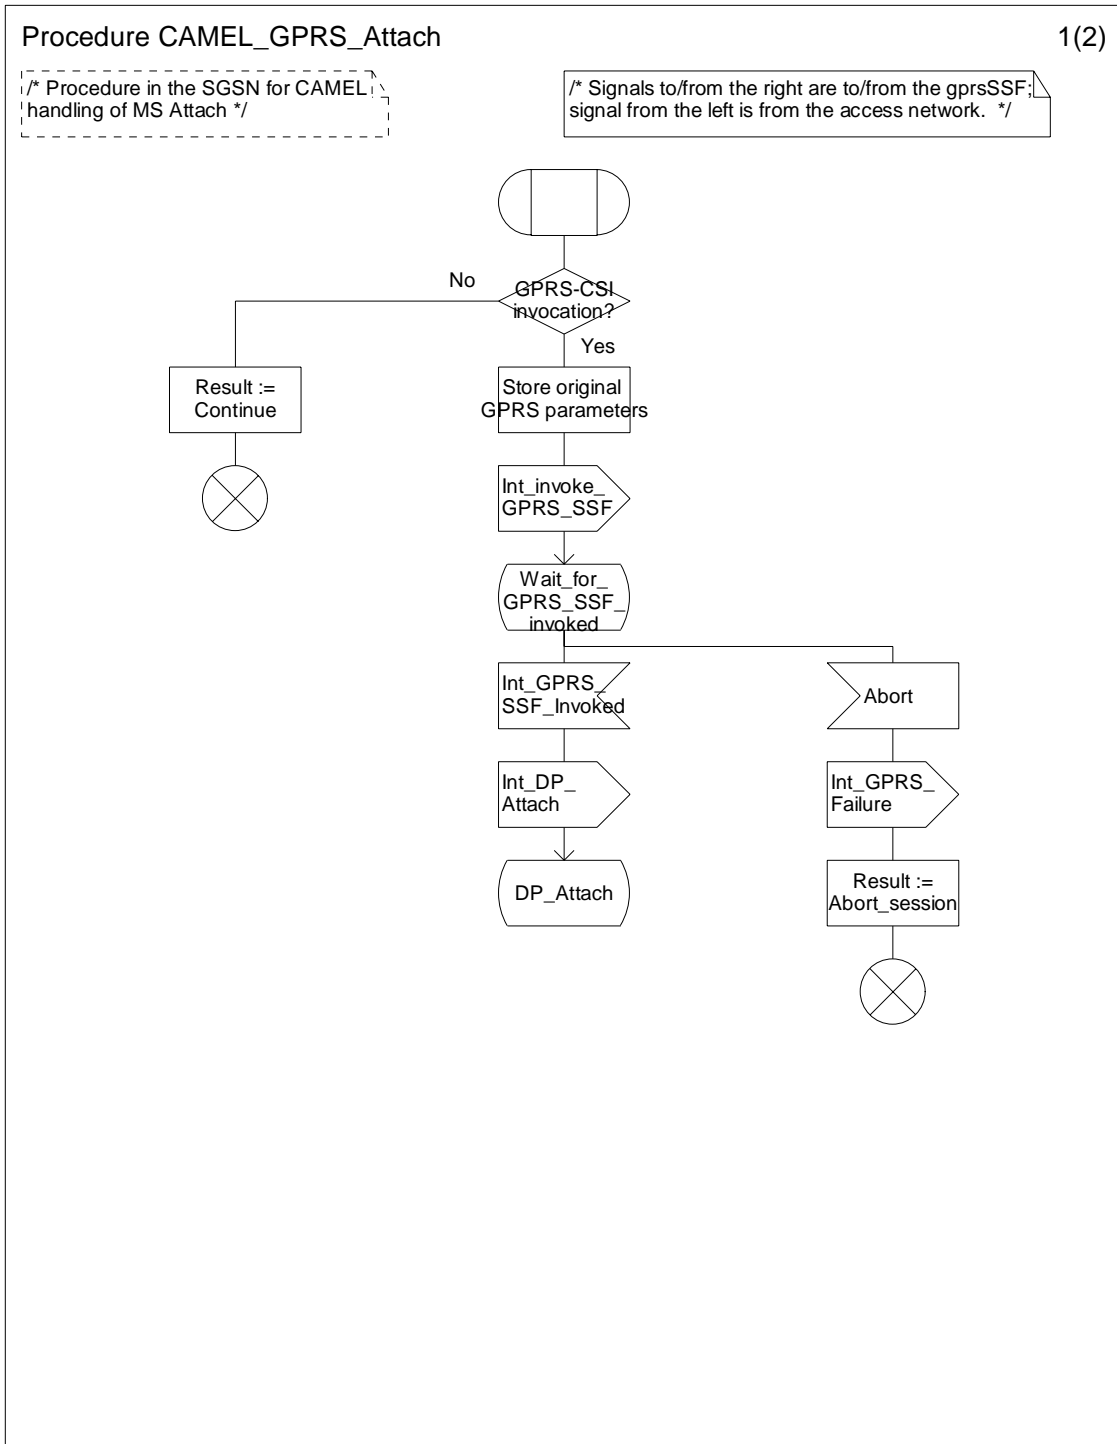 Procedure CAMEL_GPRS_Attach
1(2)
/* Procedure in the SGSN for CAMEL
handling of MS Attach */
/* Signals to/from the right are to/from the gprsSSF;
signal from the left is from the access network.  */
GPRS-CSI
invocation?
No
Yes
Result :=
Continue
Store original
GPRS parameters
Int_invoke_
GPRS_SSF
Wait_for_
GPRS_SSF_
invoked
Int_GPRS_
SSF_Invoked
Abort
Int_DP_
Attach
Int_GPRS_
Failure
DP_Attach
Result :=
Abort_session